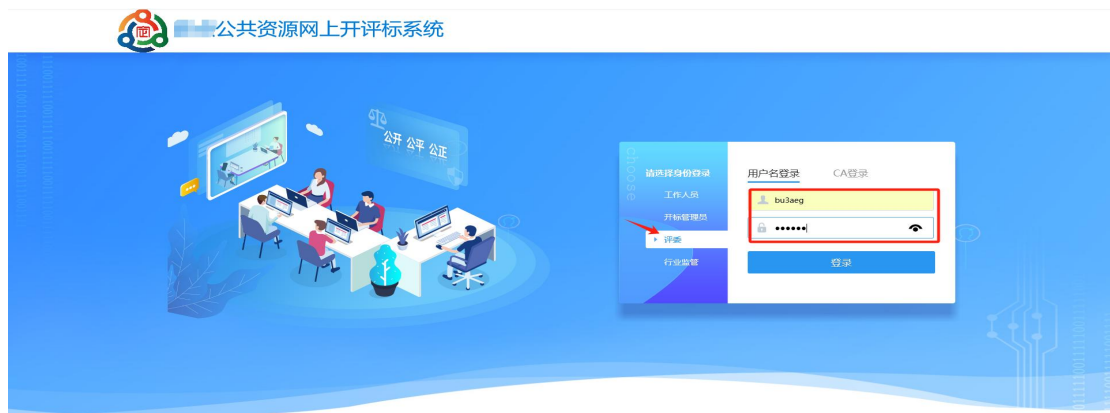 公共资源网上开评标系统
公开 公平 公正
choose
请选择身份登录
工作人员
开标管理员
评委
行业监管
用户名登录 CA登录
bu3aeg
••••••
登录